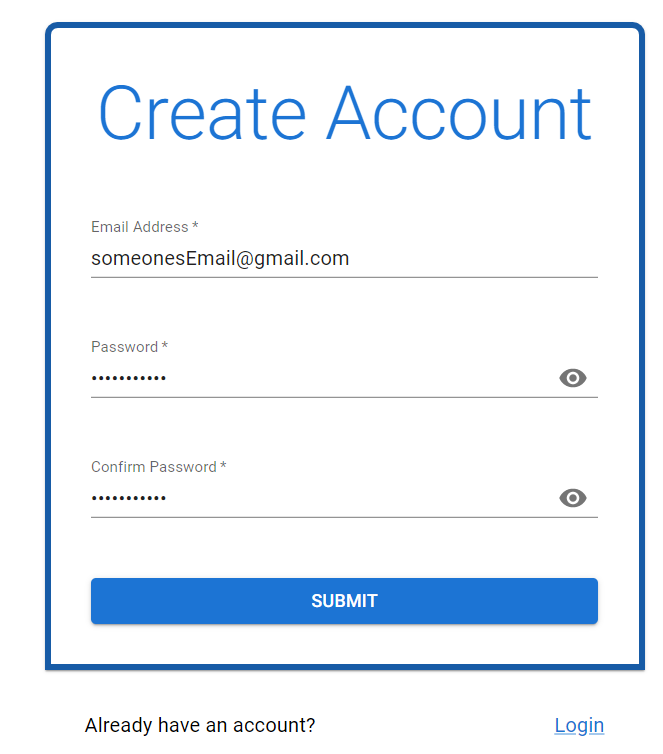 Create Account
Email Address *
someonesEmail@gmail.com
Password *
•••••••••••
Confirm Password *
•••••••••••
SUBMIT
Already have an account? Login